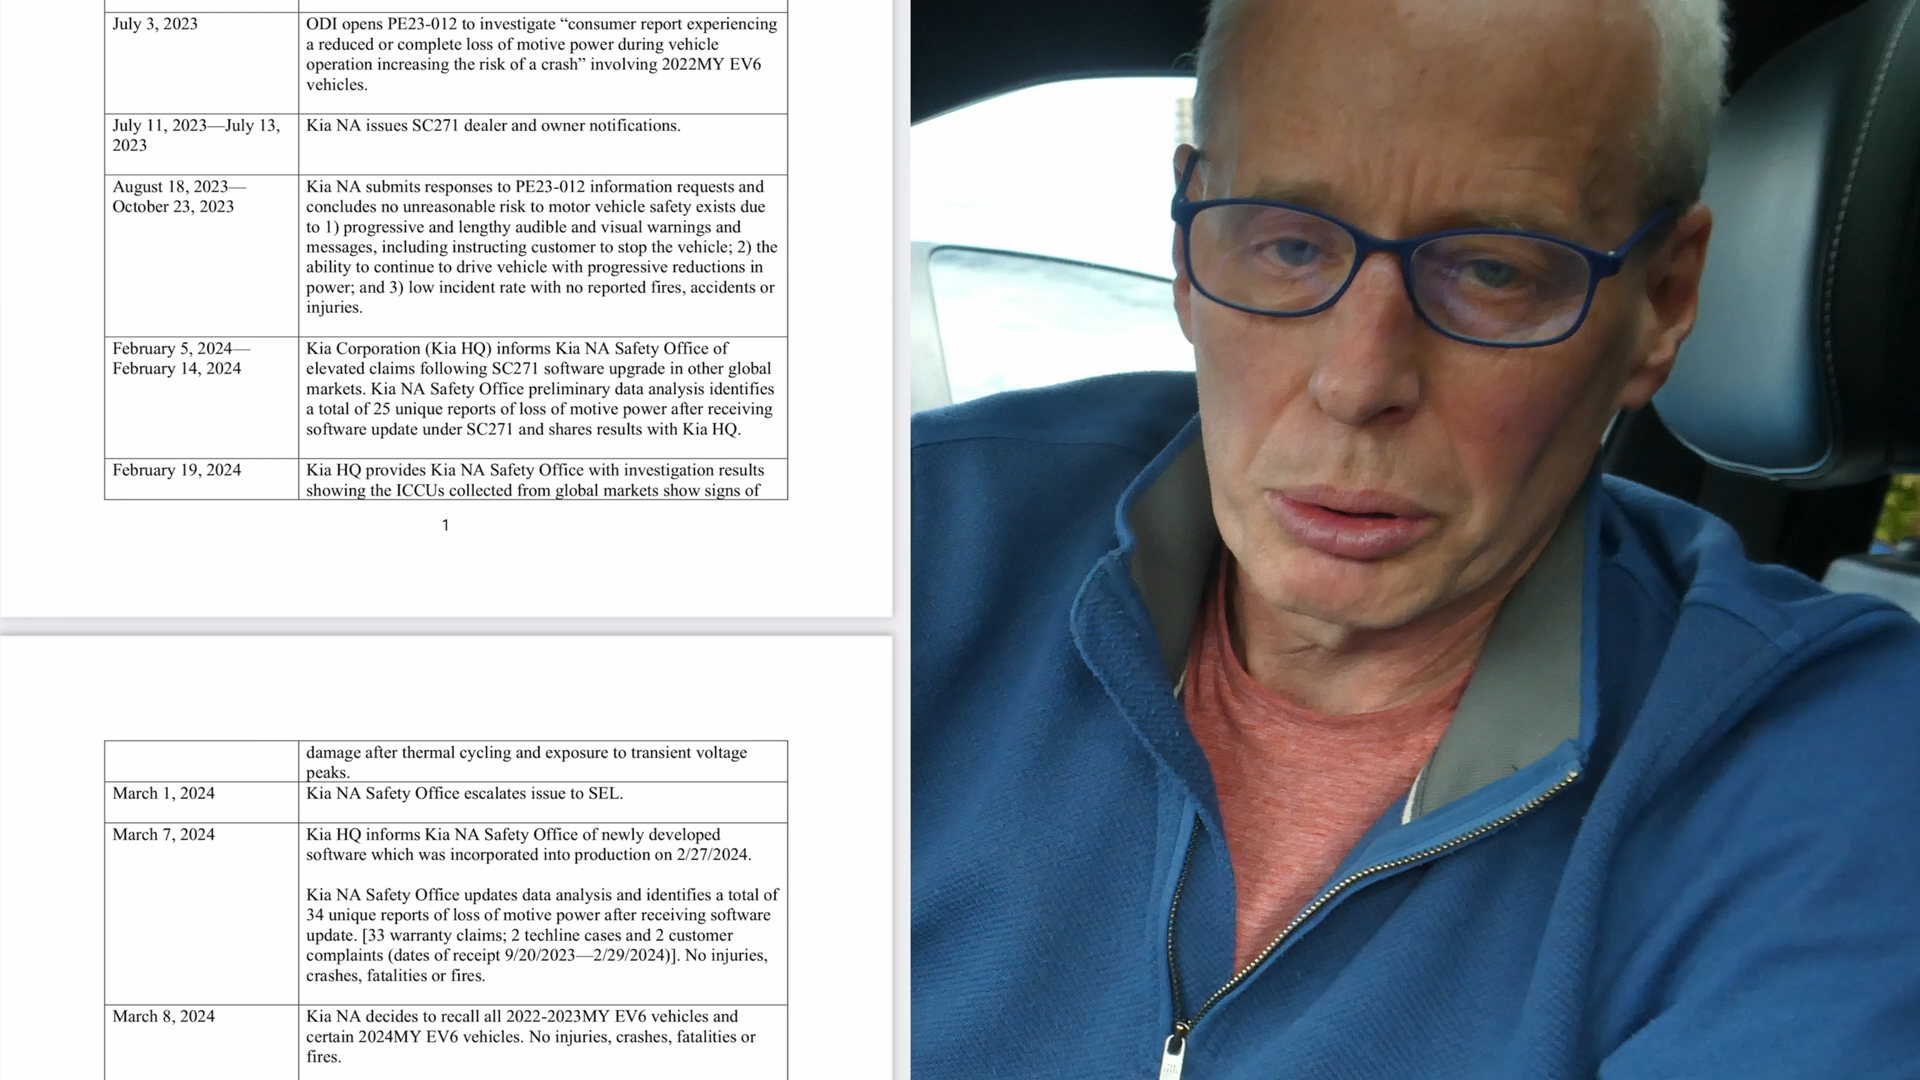 July 3, 2023
ODI opens PE23-012 to investigate “consumer report experiencing
a reduced or complete loss of motive power during vehicle
operation increasing the risk of a crash” involving 2022MY EV6
vehicles.
July 11, 2023—July 13,
2023
Kia NA issues SC271 dealer and owner notifications.
August 18, 2023—
October 23, 2023
Kia NA submits responses to PE23-012 information requests and
concludes no unreasonable risk to motor vehicle safety exists due
to 1) progressive and lengthy audible and visual warnings and
messages, including instructing customer to stop the vehicle; 2) the
ability to continue to drive vehicle with progressive reductions in
power; and 3) low incident rate with no reported fires, accidents or
injuries.
February 5, 2024—
February 14, 2024
Kia Corporation (Kia HQ) informs Kia NA Safety Office of
elevated claims following SC271 software upgrade in other global
markets. Kia NA Safety Office preliminary data analysis identifies
a total of 25 unique reports of loss of motive power after receiving
software update under SC271 and shares results with Kia HQ.
February 19, 2024
Kia HQ provides Kia NA Safety Office with investigation results
showing the ICCUs collected from global markets show signs of
1
damage after thermal cycling and exposure to transient voltage
peaks.
March 1, 2024
Kia NA Safety Office escalates issue to SEL.
March 7, 2024
Kia HQ informs Kia NA Safety Office of newly developed
software which was incorporated into production on 2/27/2024.
Kia NA Safety Office updates data analysis and identifies a total of
34 unique reports of loss of motive power after receiving software
update. [33 warranty claims; 2 techline cases and 2 customer
complaints (dates of receipt 9/20/2023—2/29/2024)]. No injuries,
crashes, fatalities or fires.
March 8, 2024
Kia NA decides to recall all 2022-2023MY EV6 vehicles and
certain 2024MY EV6 vehicles. No injuries, crashes, fatalities or
fires.